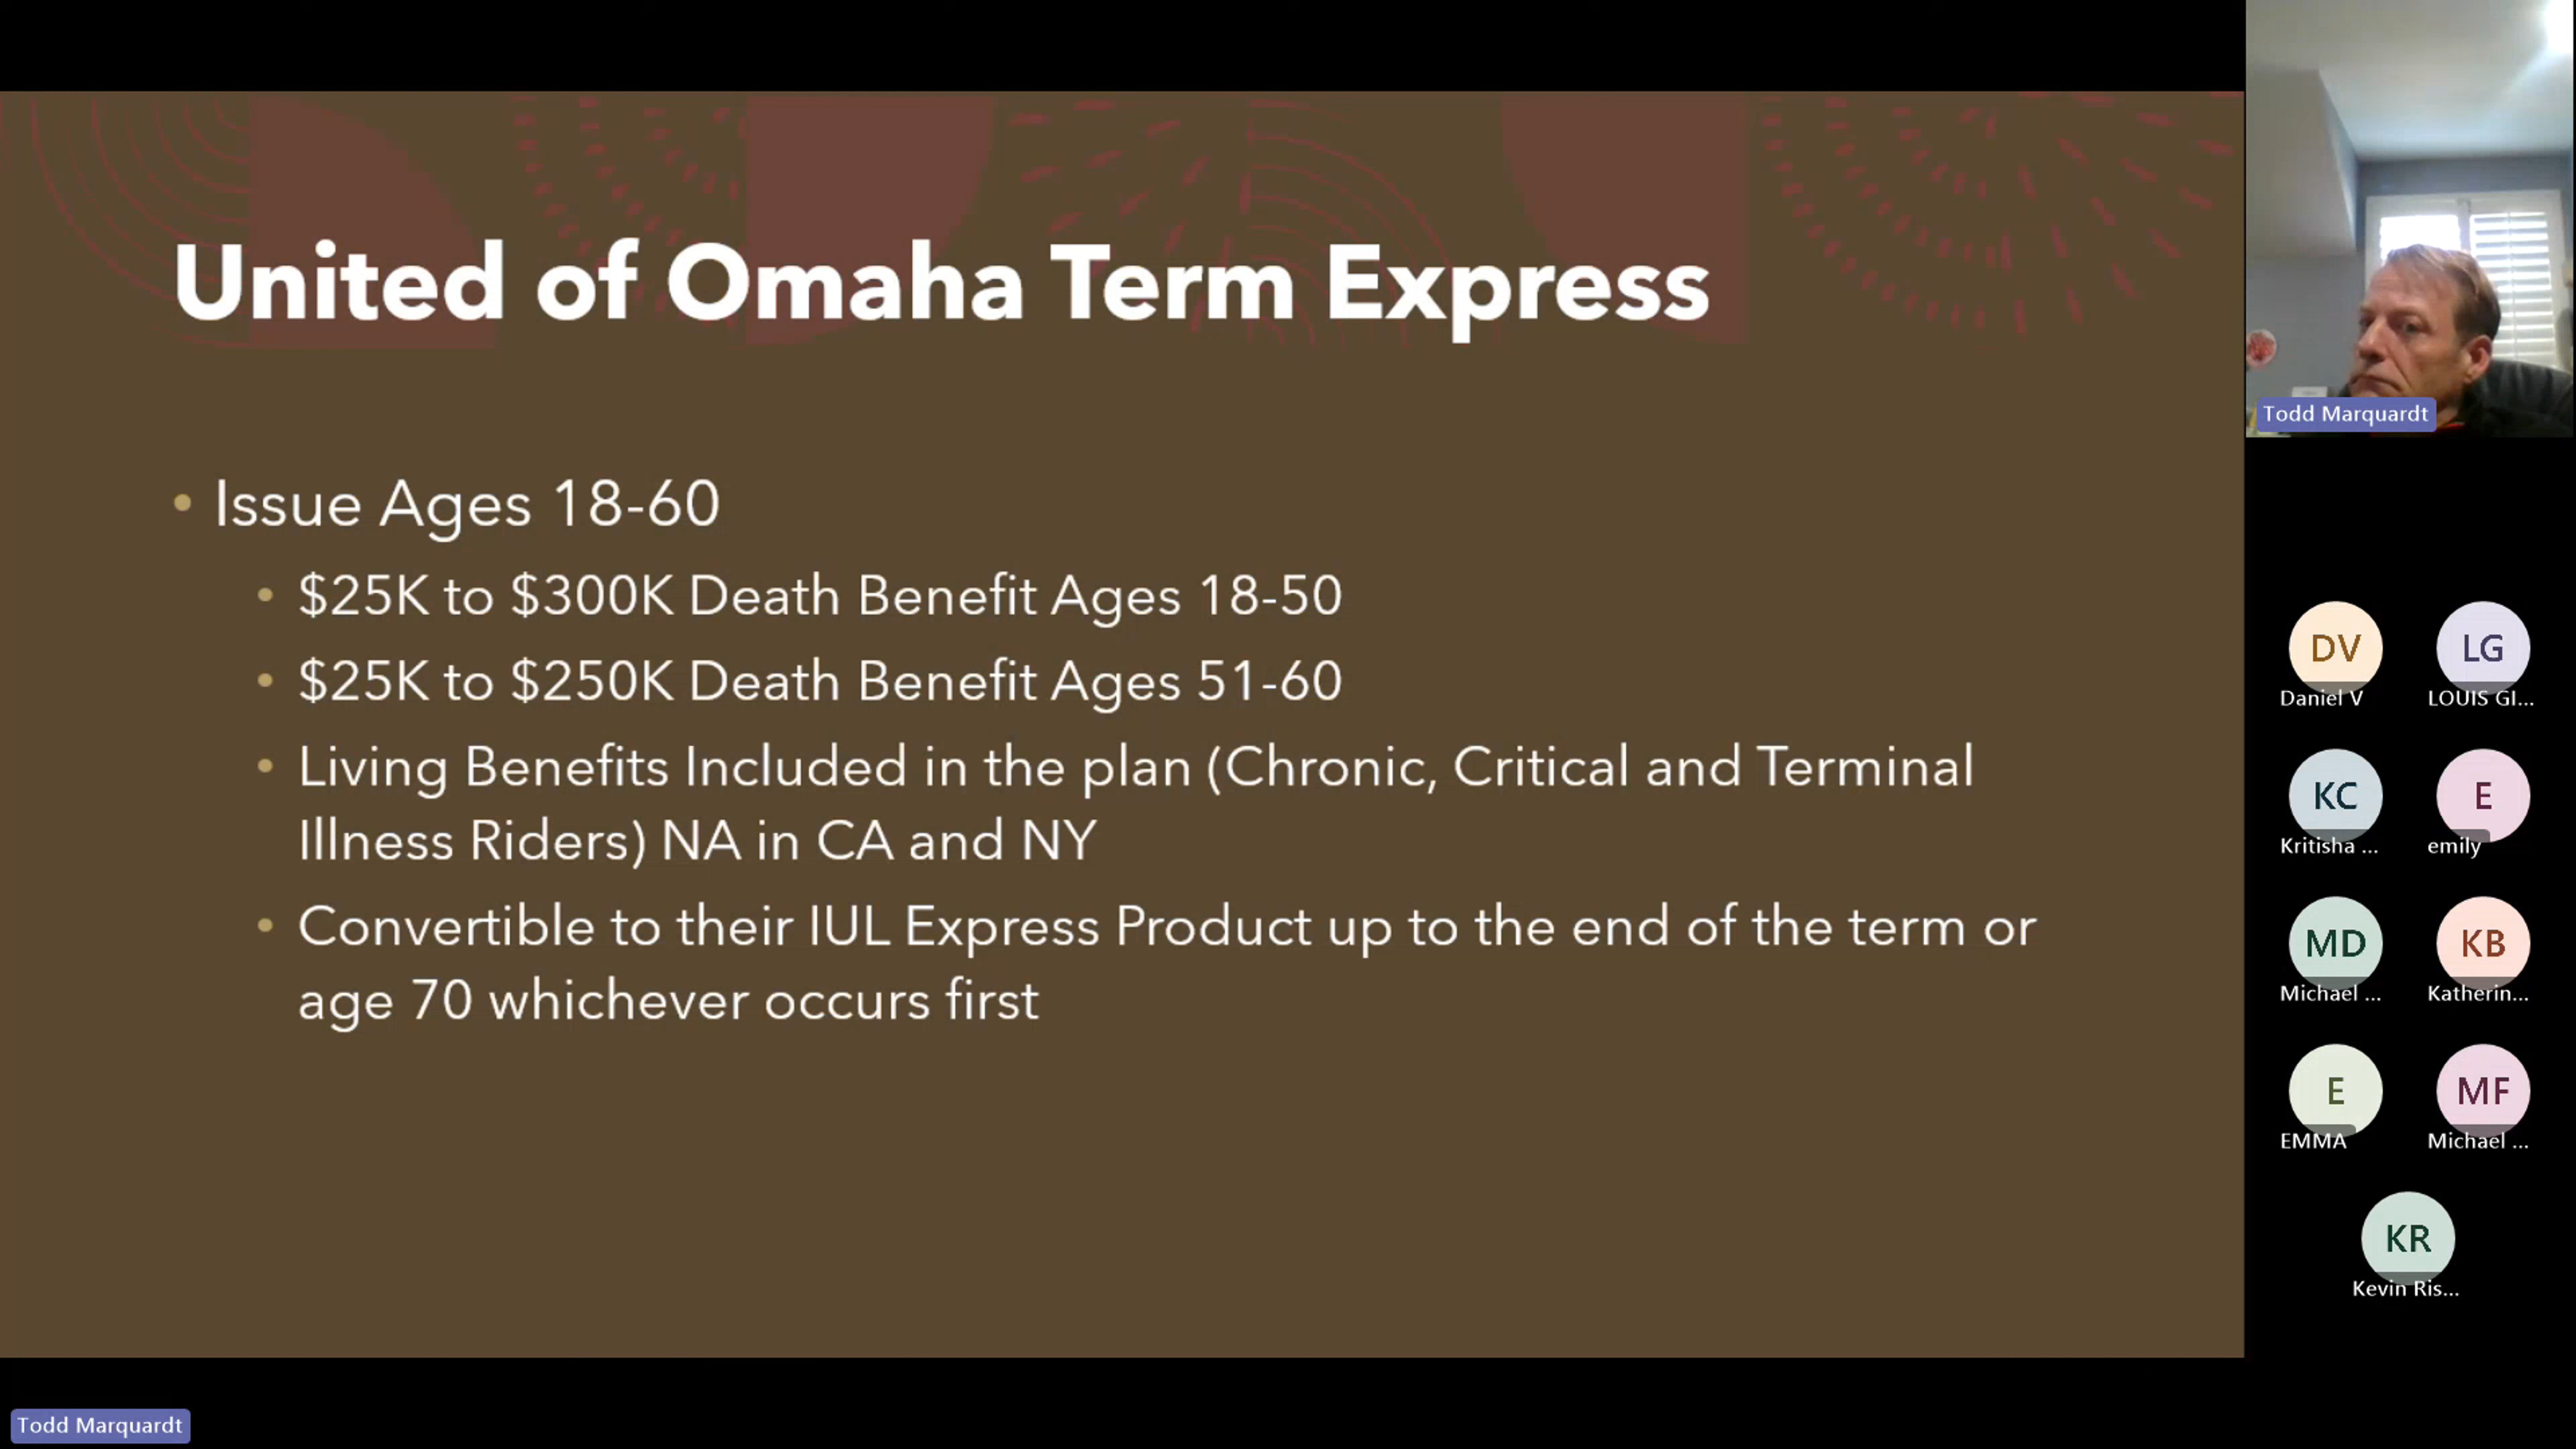 United of Omaha Term Express
• Issue Ages 18-60
• $25K to $300K Death Benefit Ages 18-50
• $25K to $250K Death Benefit Ages 51-60
• Living Benefits Included in the plan (Chronic, Critical and Terminal
Illness Riders) NA in CA and NY
• Convertible to their IUL Express Product up to the end of the term or
age 70 whichever occurs first
Todd Marquardt
DV
Daniel V
LG
LOUIS GI...
KC
Kritisha ...
E
emily
MD
Michael ...
KB
Katherin...
E
EMMA
MF
Michael ...
KR
Kevin Ris...
Todd Marquardt